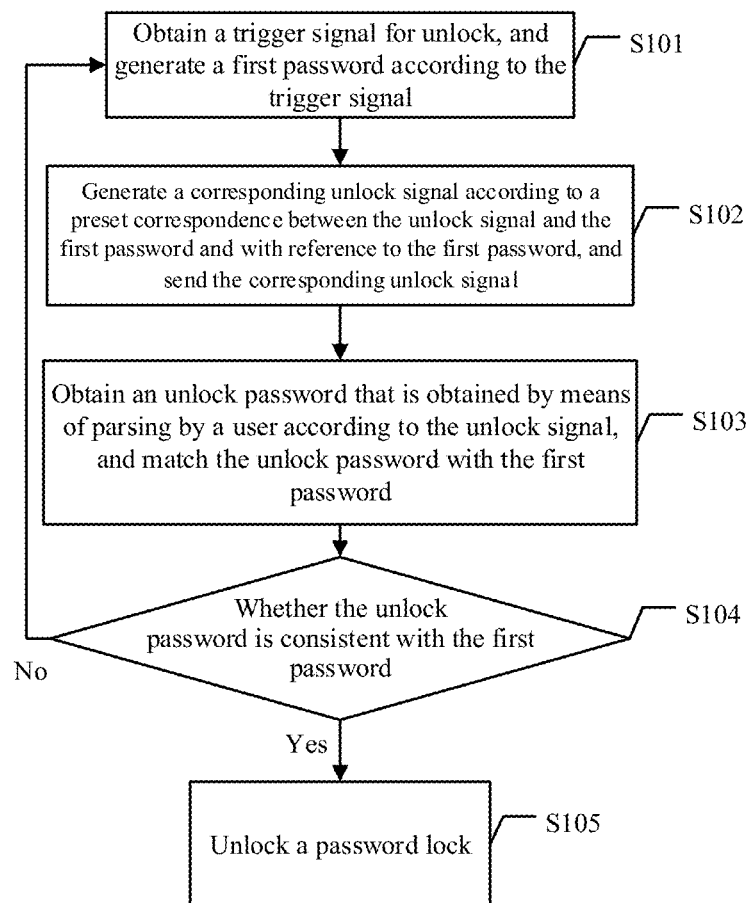 Obtain a trigger signal for unlock, and
generate a first password according to the
trigger signal
S101
Generate a corresponding unlock signal according to a
preset correspondence between the unlock signal and the
first password and with reference to the first password, and
send the corresponding unlock signal
S102
Obtain an unlock password that is obtained by means
of parsing by a user according to the unlock signal,
and match the unlock password with the first
password
S103
Whether the unlock
password is consistent with the first
password
S104
No
Yes
Unlock a password lock
S105